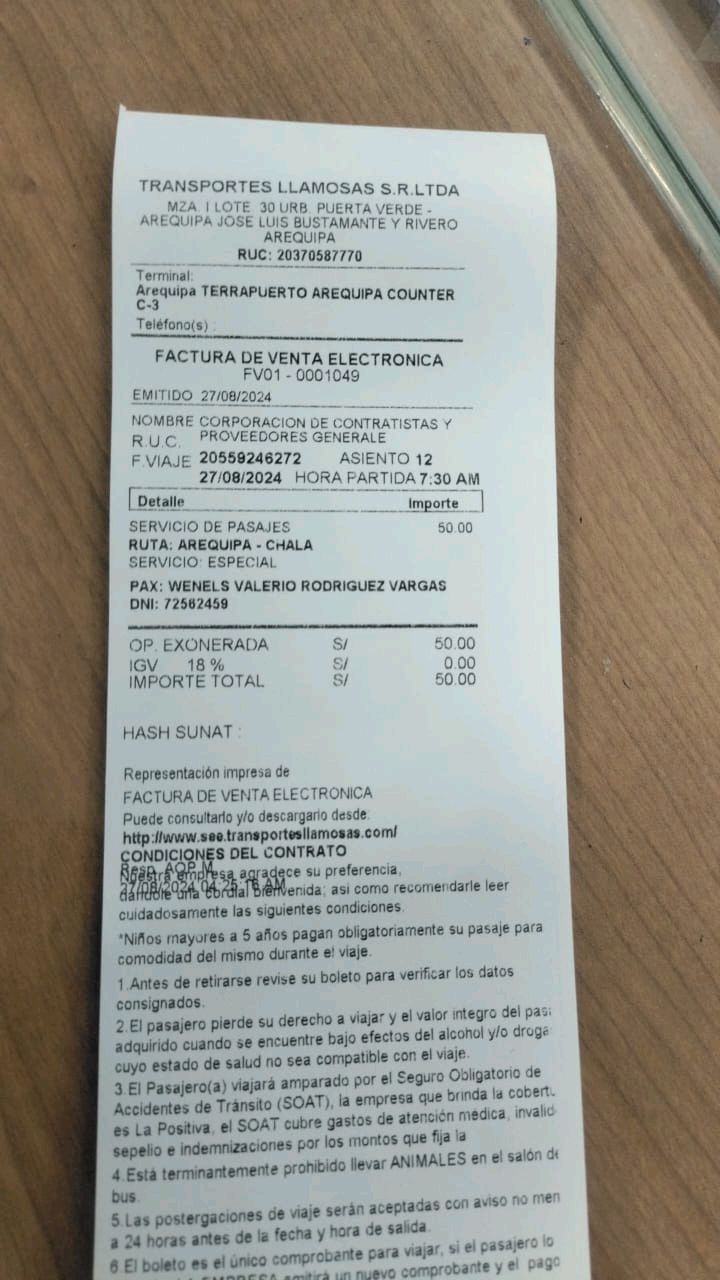 TRANSPORTES LLAMOSAS S.R.LTDA
MZA. I LOTE. 30 URB. PUERTA VERDE -
AREQUIPA JOSE LUIS BUSTAMANTE Y RIVERO
AREQUIPA
RUC: 20370587770
Terminal:
Arequipa TERRAPUERTO AREQUIPA COUNTER
C-3
Teléfono(s) :
FACTURA DE VENTA ELECTRONICA
FV01 - 0001049
EMITIDO 27/08/2024
NOMBRE CORPORACION DE CONTRATISTAS Y
R.U.C. PROVEEDORES GENERALE
F.VIAJE 20559246272 ASIENTO 12
27/08/2024 HORA PARTIDA 7:30 AM
Detalle Importe
SERVICIO DE PASAJES 50.00
RUTA: AREQUIPA - CHALA
SERVICIO: ESPECIAL
PAX: WENELS VALERIO RODRIGUEZ VARGAS
DNI: 72562459
OP. EXONERADA S/ 50.00
IGV 18 % S/ 0.00
IMPORTE TOTAL S/ 50.00
HASH SUNAT :
Representación impresa de
FACTURA DE VENTA ELECTRONICA
Puede consultarlo y/o descargarlo desde:
http://www.see.transportesllamosas.com/
CONDICIONES DEL CONTRATO
Resp. AQP M
Nuestra empresa agradece su preferencia,
27/08/2024 04:25:16 AM
dándole una cordial bienvenida; asi como recomendarle leer
cuidadosamente las siguientes condiciones.
*Niños mayores a 5 años pagan obligatoriamente su pasaje para
comodidad del mismo durante el viaje.
1.Antes de retirarse revise su boleto para verificar los datos
consignados.
2.El pasajero pierde su derecho a viajar y el valor integro del pas
adquirido cuando se encuentre bajo efectos del alcohol y/o droga
cuyo estado de salud no sea compatible con el viaje.
3.El Pasajero(a) viajará amparado por el Seguro Obligatorio de
Accidentes de Tránsito (SOAT), la empresa que brinda la cobert
es La Positiva, el SOAT cubre gastos de atención médica, invalid
sepelio e indemnizaciones por los montos que fija la
4.Está terminantemente prohibido llevar ANIMALES en el salón de
bus.
5.Las postergaciones de viaje serán aceptadas con aviso no men
a 24 horas antes de la fecha y hora de salida.
6.El boleto es el único comprobante para viajar, si el pasajero lo
EMPRESA emitirá un nuevo comprobante y el pago